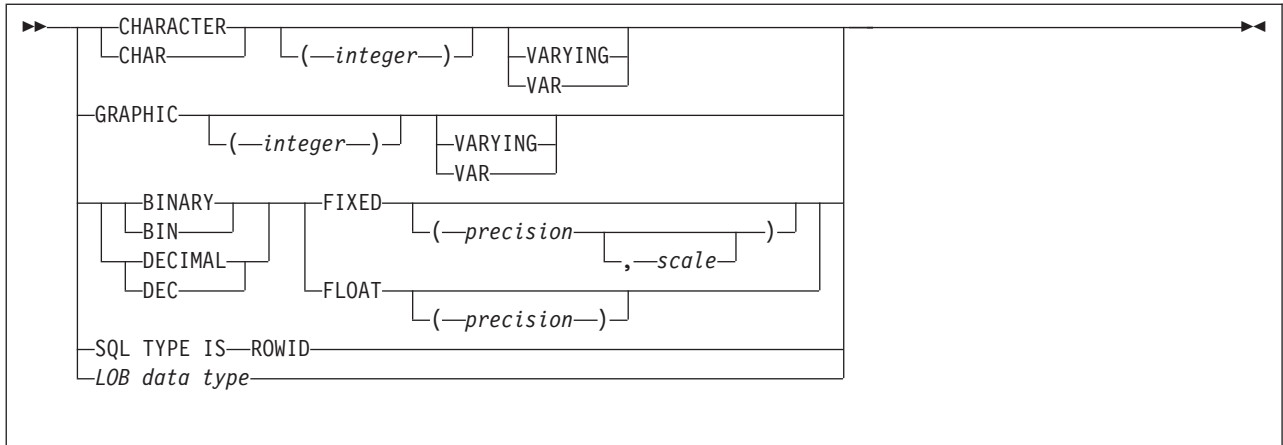 CHARACTER
CHAR
( integer )
VARYING
VAR
GRAPHIC
( integer )
VARYING
VAR
BINARY
BIN
DECIMAL
DEC
FIXED
( precision , scale )
FLOAT
( precision )
SQL TYPE IS ROWID
LOB data type